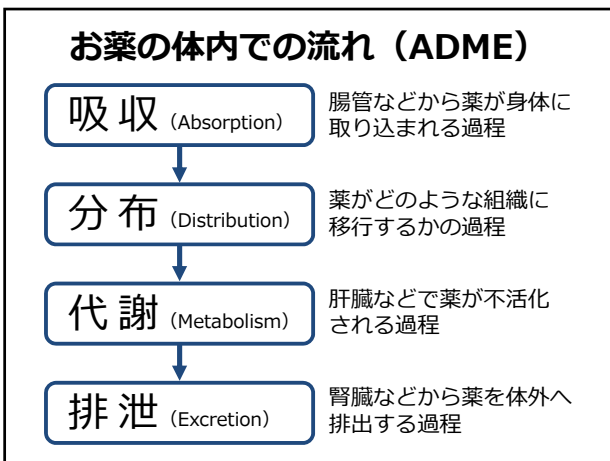 お薬の体内での流れ（ADME）
吸収（Absorption）
腸管などから薬が身体に
取り込まれる過程
分布（Distribution）
薬がどのような組織に
移行するかの過程
代謝（Metabolism）
肝臓などで薬が不活化
される過程
排泄（Excretion）
腎臓などから薬を体外へ
排出する過程